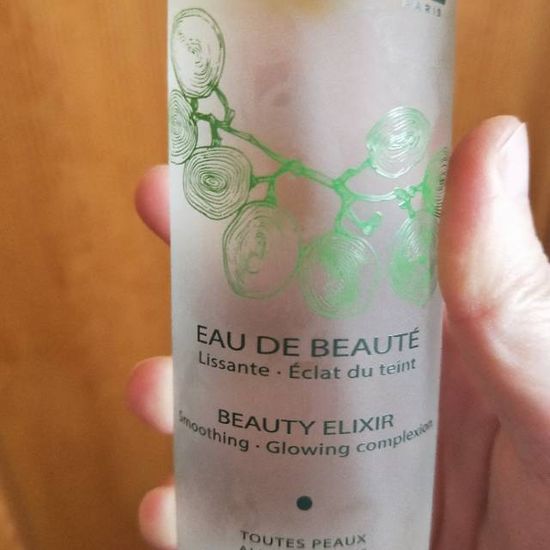 PARIS
EAU DE BEAUTÉ
Lissante · Éclat du teint
BEAUTY ELIXIR
Smoothing · Glowing complexion
TOUTES PEAUX